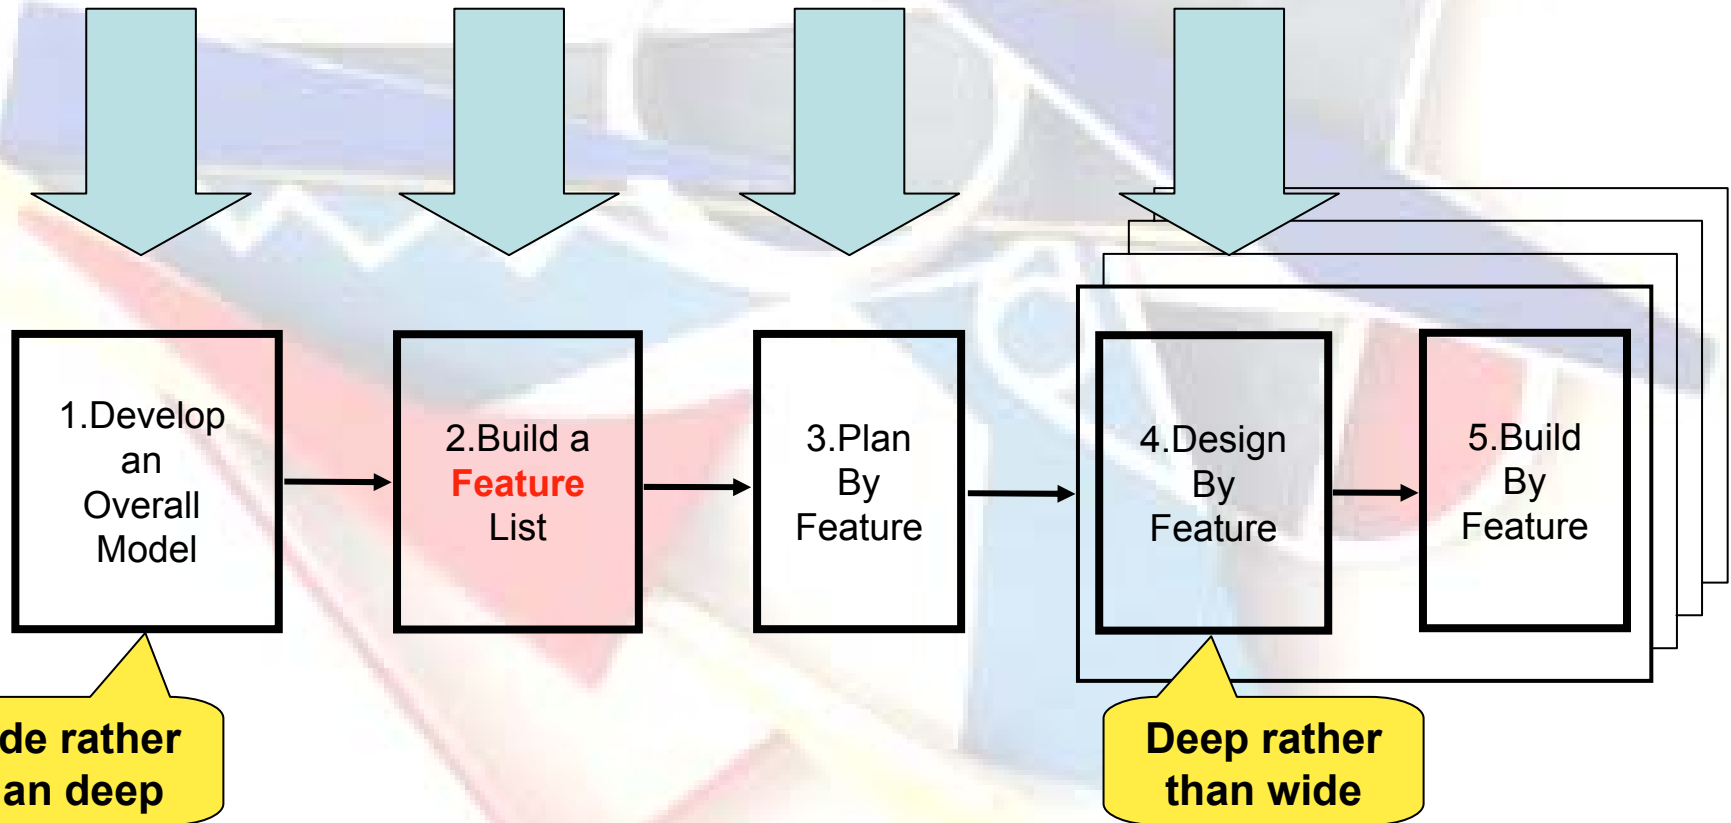 1.Develop
an
Overall
Model
2.Build a
Feature
List
3.Plan
By
Feature
4.Design
By
Feature
5.Build
By
Feature
de rather
an deep
Deep rather
than wide